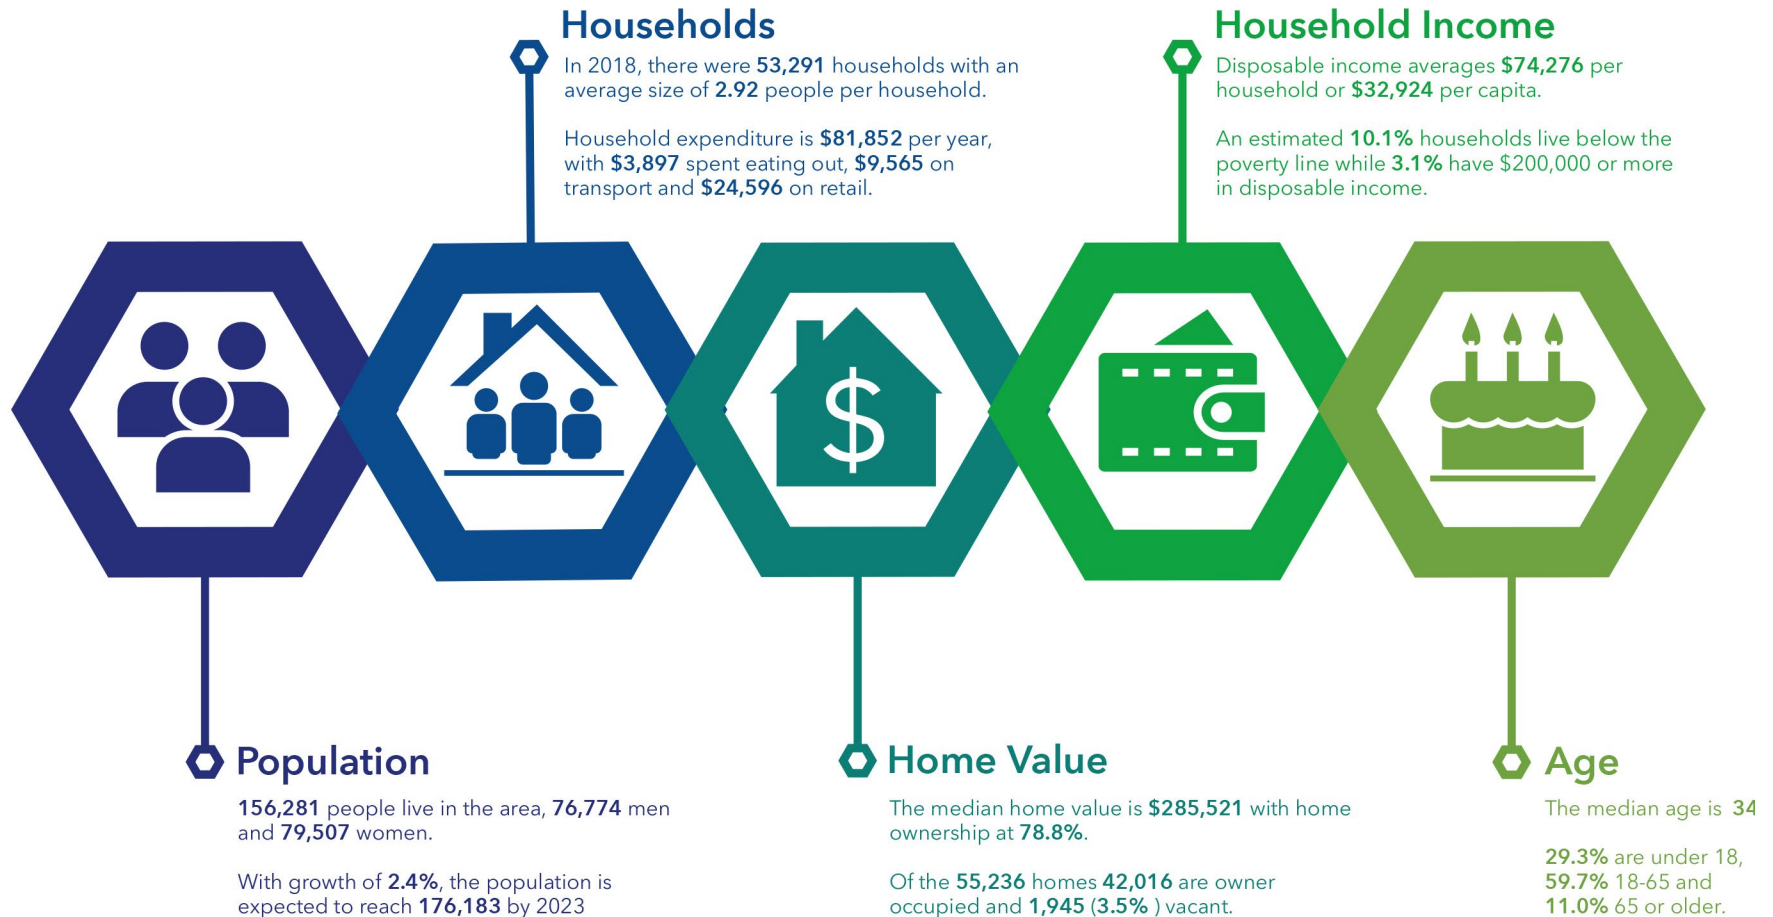 Households
In 2018, there were 53,291 households with an
average size of 2.92 people per household.
Household expenditure is $81,852 per year,
with $3,897 spent eating out, $9,565 on
transport and $24,596 on retail.
Household Income
Disposable income averages $74,276 per
household or $32,924 per capita.
An estimated 10.1% households live below the
poverty line while 3.1% have $200,000 or more
in disposable income.
$
Population
156,281 people live in the area, 76,774 men
and 79,507 women.
With growth of 2.4%, the population is
expected to reach 176,183 by 2023
Home Value
The median home value is $285,521 with home
ownership at 78.8%.
Of the 55,236 homes 42,016 are owner
occupied and 1,945 (3.5% ) vacant.
Age
The median age is 34
29.3% are under 18,
59.7% 18-65 and
11.0% 65 or older.